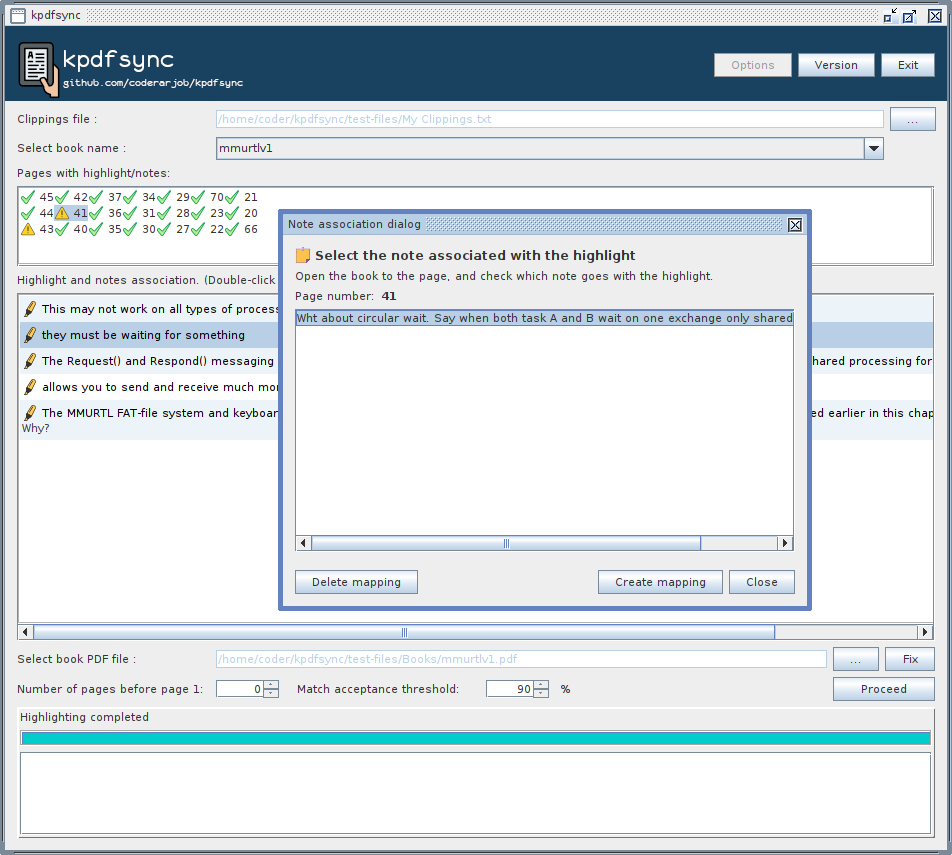 kpdfsync
kpdfsync
github.com/coderarjob/kpdfsync
Options Version Exit
Clippings file : /home/coder/kpdfsync/test-files/My Clippings.txt ...
Select book name : mmurtlv1
Pages with highlight/notes:
45 42 37 34 29 70 21
44 41 36 31 28 23 20
43 40 35 30 27 22 66
Highlight and notes association. (Double-click
This may not work on all types of process
they must be waiting for something
The Request() and Respond() messaging
hared processing for
allows you to send and receive much mo
The MMURTL FAT-file system and keyboar
ed earlier in this chap
Why?
Note association dialog
Select the note associated with the highlight
Open the book to the page, and check which note goes with the highlight.
Page number: 41
Wht about circular wait. Say when both task A and B wait on one exchange only shared
Delete mapping Create mapping Close
Select book PDF file : /home/coder/kpdfsync/test-files/Books/mmurtlv1.pdf ... Fix
Number of pages before page 1: 0 Match acceptance threshold: 90 % Proceed
Highlighting completed